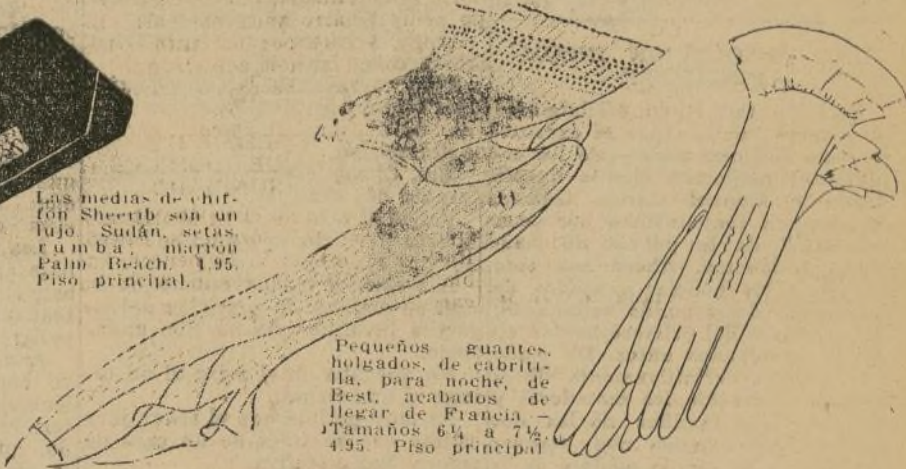 Las medias de chif-
fón Sheerib son un
lujo. Sudán, setas,
rumba, marrón
Palm Beach. 1.95.
Piso principal.
Pequeños guantes,
holgados, de cabriti-
lla, para noche, de
Best, acabados de
llegar de Francia —
Tamaños 6¼ a 7½.
4.95. Piso principal